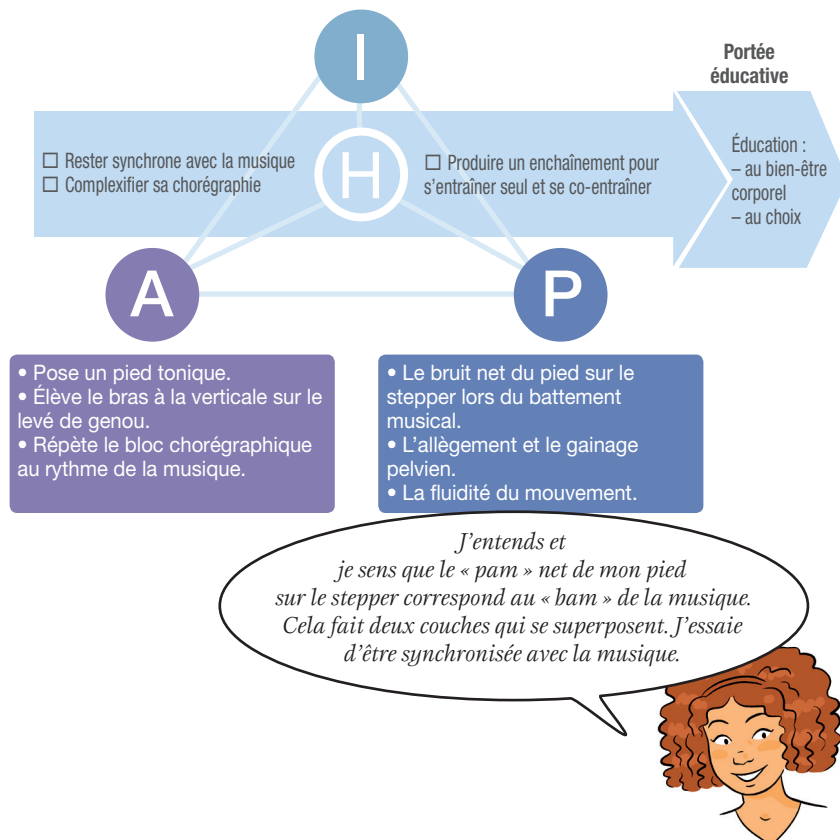 I
Portée
éducative
☐ Rester synchrone avec la musique
☐ Complexifier sa chorégraphie
H
☐ Produire un enchaînement pour
s'entraîner seul et se co-entraîner
Éducation :
– au bien-être
corporel
– au choix
A
P
• Pose un pied tonique.
• Élève le bras à la verticale sur le
levé de genou.
• Répète le bloc chorégraphique
au rythme de la musique.
• Le bruit net du pied sur le
stepper lors du battement
musical.
• L'allègement et le gainage
pelvien.
• La fluidité du mouvement.
J'entends et
je sens que le « pam » net de mon pied
sur le stepper correspond au « bam » de la musique.
Cela fait deux couches qui se superposent. J'essaie
d'être synchronisée avec la musique.